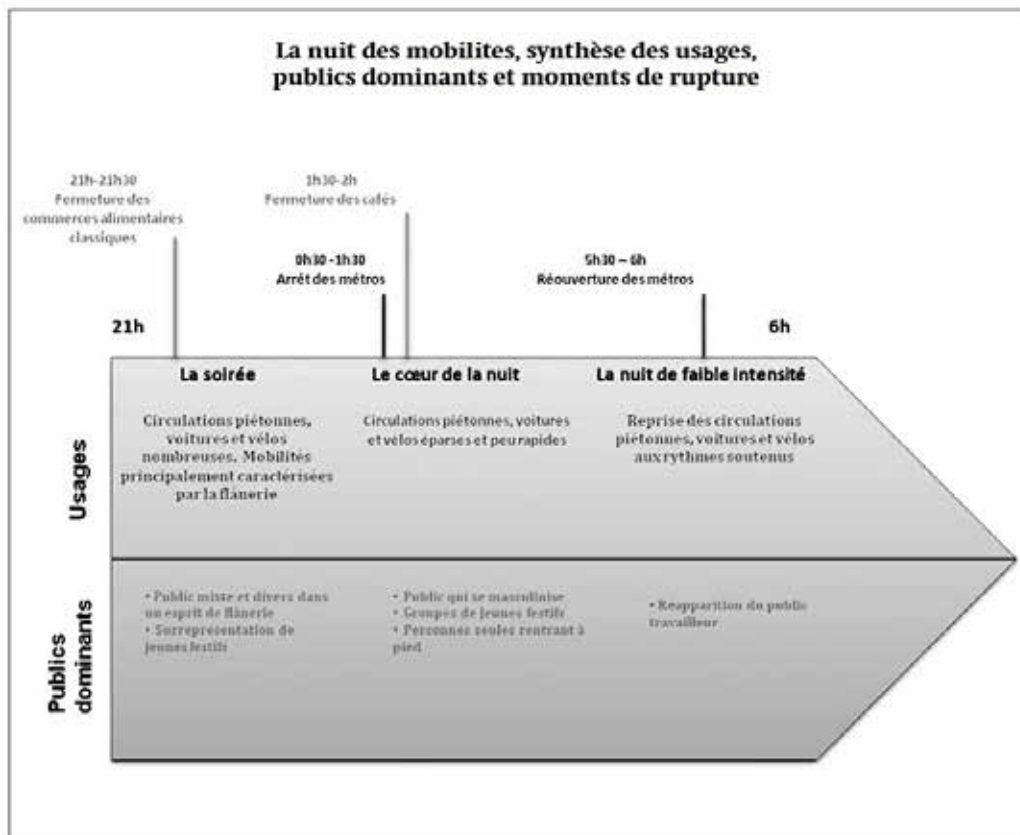 La nuit des mobilites, synthèse des usages,
publics dominants et moments de rupture
21h-21h30
Fermeture des
commerces alimentaires
classiques
1h30-2h
Fermeture des cafés
0h30 -1h30
Arrêt des métros
5h30 – 6h
Réouverture des métros
21h
6h
La soirée
Le cœur de la nuit
La nuit de faible intensité
Usages
Circulations piétonnes,
voitures et vélos
nombreuses. Mobilités
principalement caractérisées
par la flânerie
Circulations piétonnes, voitures
et vélos éparses et peu rapides
Reprise des circulations
piétonnes, voitures et vélos
aux rythmes soutenus
Publics
dominants
• Public mixte et divers dans
un esprit de flânerie
• Surreprésentation de
jeunes festifs
• Public qui se masculinise
• Groupes de jeunes festifs
• Personnes seules rentrant à
pied
• Réapparition du public
travailleur